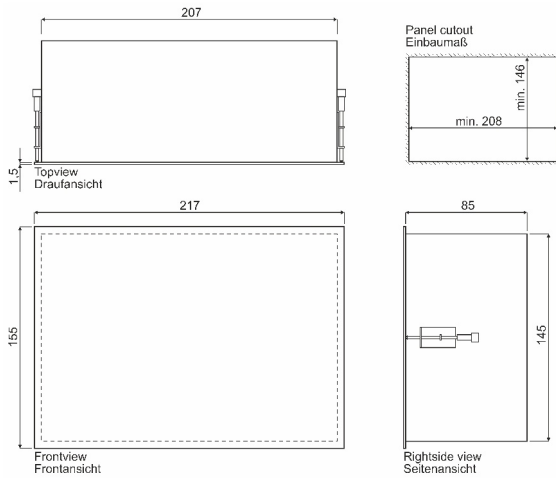 207
Panel cutout
Einbaumaß
min. 146
min. 208
1,5
Topview
Draufansicht
217
85
155
145
Frontview
Frontansicht
Rightside view
Seitenansicht